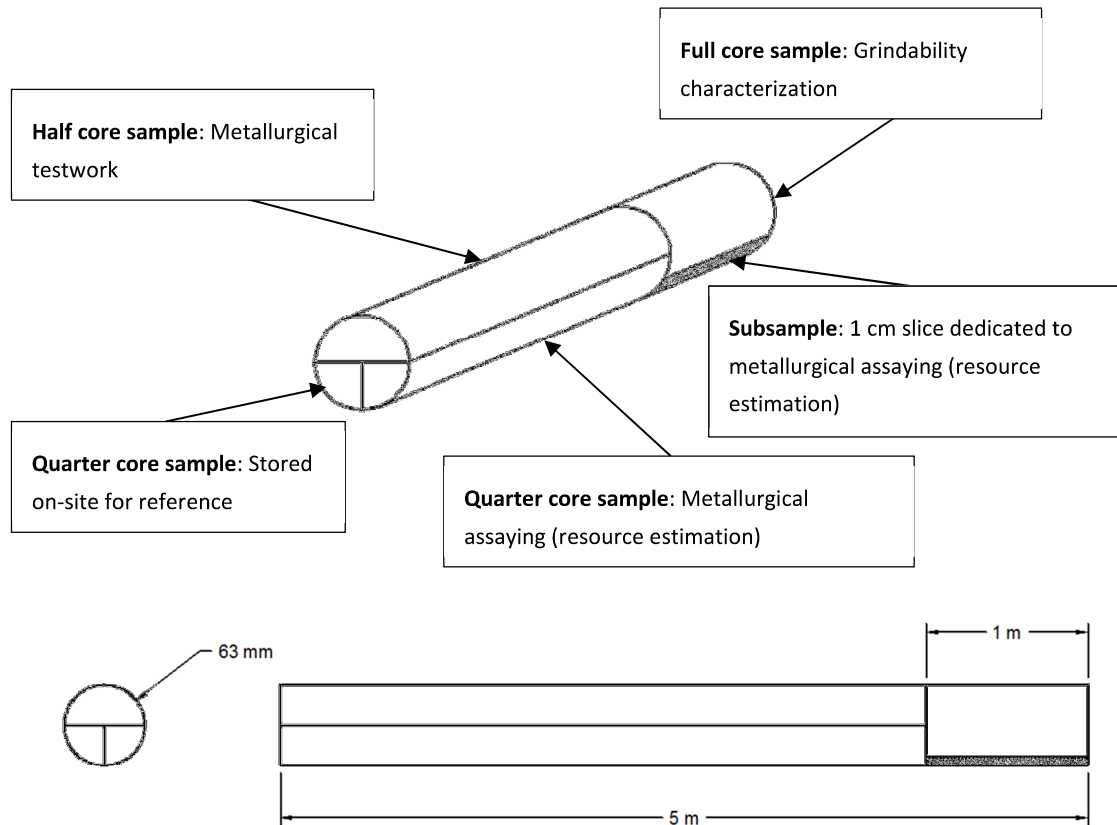 Full core sample: Grindability
characterization
Half core sample: Metallurgical
testwork
Subsample: 1 cm slice dedicated to
metallurgical assaying (resource
estimation)
Quarter core sample: Stored
on-site for reference
Quarter core sample: Metallurgical
assaying (resource estimation)
1 m
63 mm
5 m